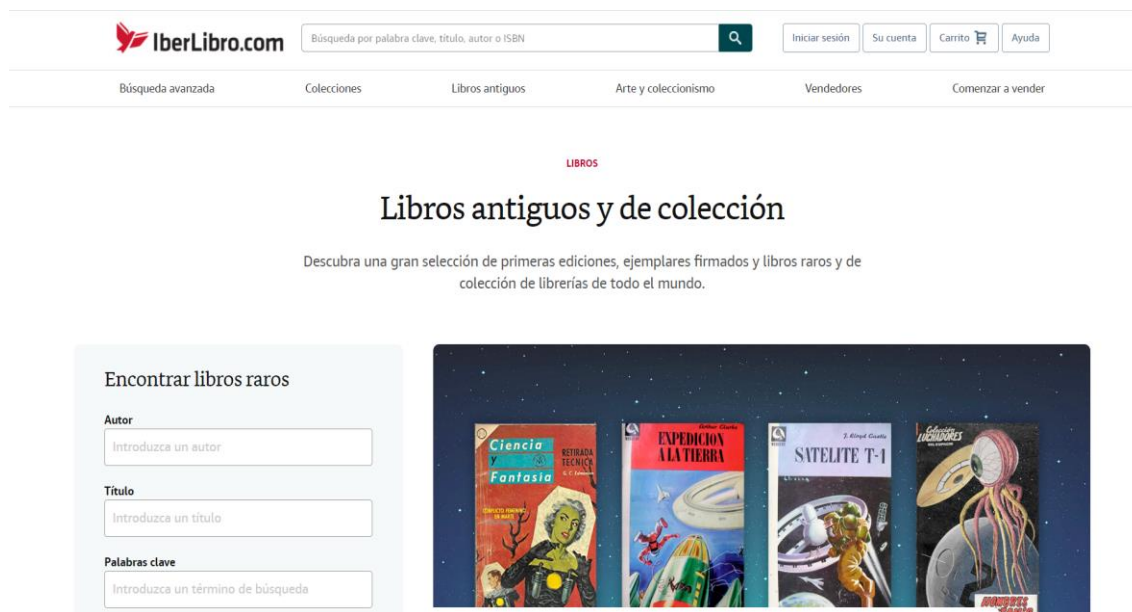 IberLibro.com
Búsqueda por palabra clave, título, autor o ISBN
Iniciar sesión
Su cuenta
Carrito
Ayuda
Búsqueda avanzada
Colecciones
Libros antiguos
Arte y coleccionismo
Vendedores
Comenzar a vender
LIBROS
Libros antiguos y de colección
Descubra una gran selección de primeras ediciones, ejemplares firmados y libros raros y de
colección de librerías de todo el mundo.
Encontrar libros raros
Autor
Introduzca un autor
Título
Introduzca un título
Palabras clave
Introduzca un término de búsqueda
Ciencia
y
Fantasia
RETIRADA
TECNICA
EXPEDICION
A LA TIERRA
SATELITE T-1
Colección
LUCHADORES